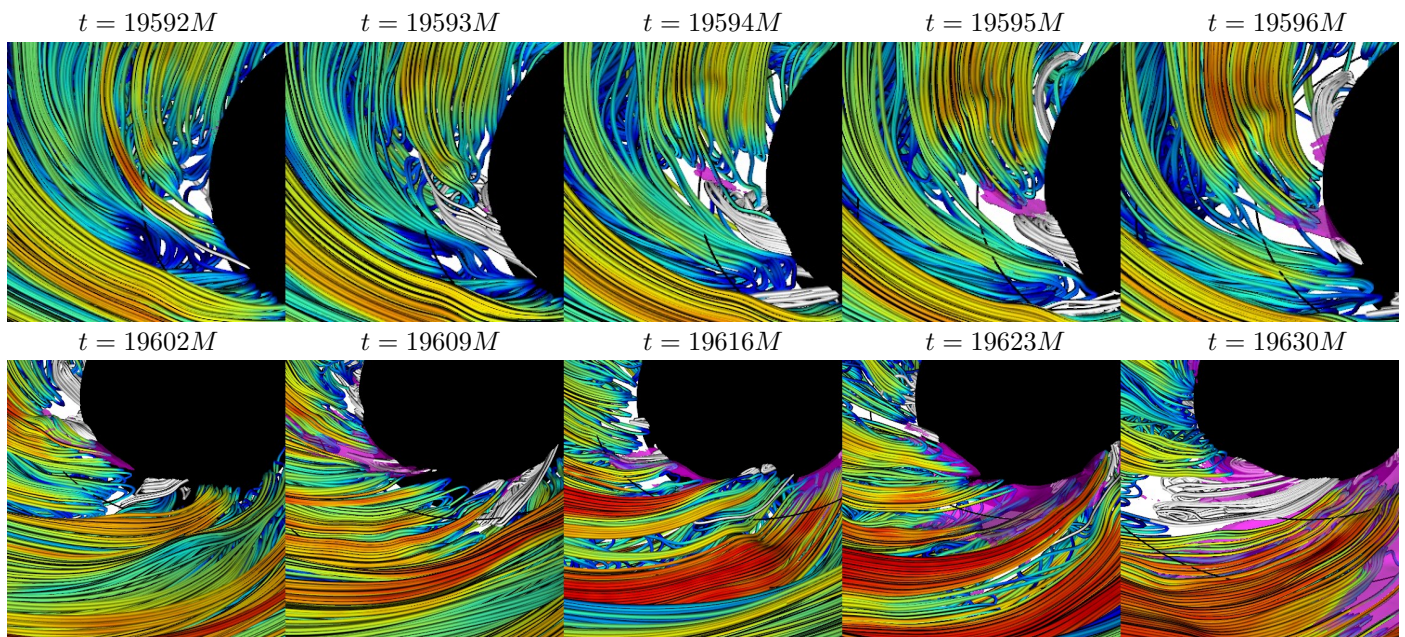 t = 19592M t = 19593M t = 19594M t = 19595M t = 19596M
t = 19602M t = 19609M t = 19616M t = 19623M t = 19630M